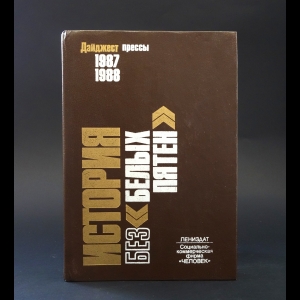 Дайджест прессы
1987
1988
ИСТОРИЯ
БЕЗ «БЕЛЫХ
ПЯТЕН»
ЛЕНИЗДАТ
Социально-
коммерческая
фирма
«ЧЕЛОВЕК»